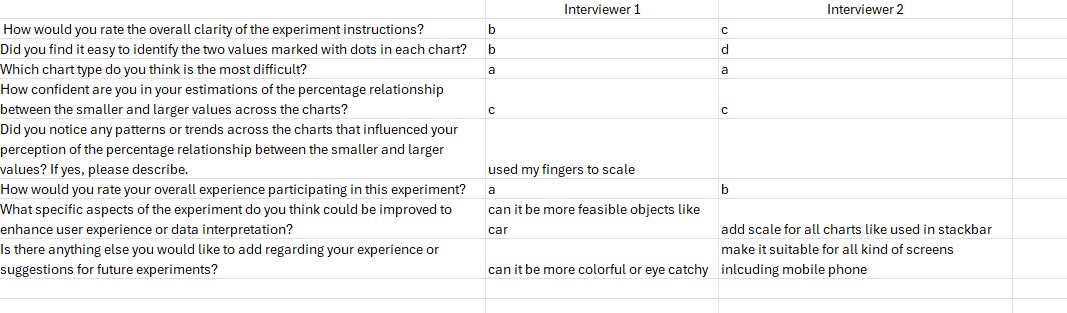 Interviewer 1 Interviewer 2
How would you rate the overall clarity of the experiment instructions? b c
Did you find it easy to identify the two values marked with dots in each chart? b d
Which chart type do you think is the most difficult? a a
How confident are you in your estimations of the percentage relationship
between the smaller and larger values across the charts? c c
Did you notice any patterns or trends across the charts that influenced your
perception of the percentage relationship between the smaller and larger
values? If yes, please describe. used my fingers to scale
How would you rate your overall experience participating in this experiment? a b
What specific aspects of the experiment do you think could be improved to can it be more feasible objects like
enhance user experience or data interpretation? car add scale for all charts like used in stackbar
Is there anything else you would like to add regarding your experience or make it suitable for all kind of screens
suggestions for future experiments? can it be more colorful or eye catchy inlcuding mobile phone